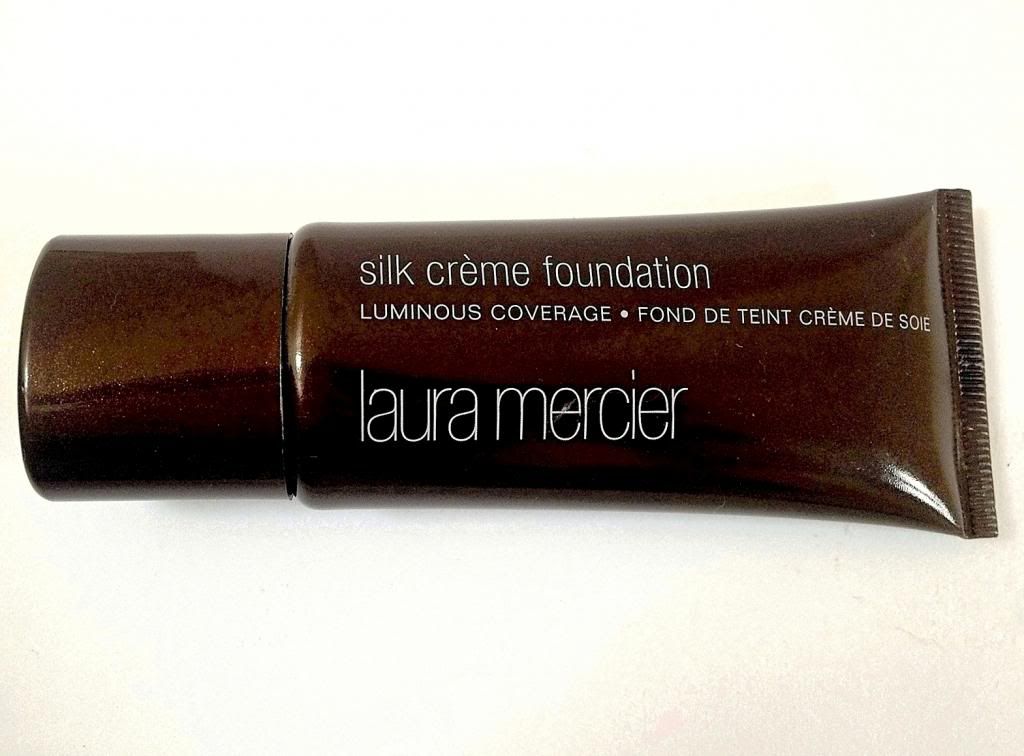 silk crème foundation
LUMINOUS COVERAGE • FOND DE TEINT CRÈME DE SOIE
laura mercier